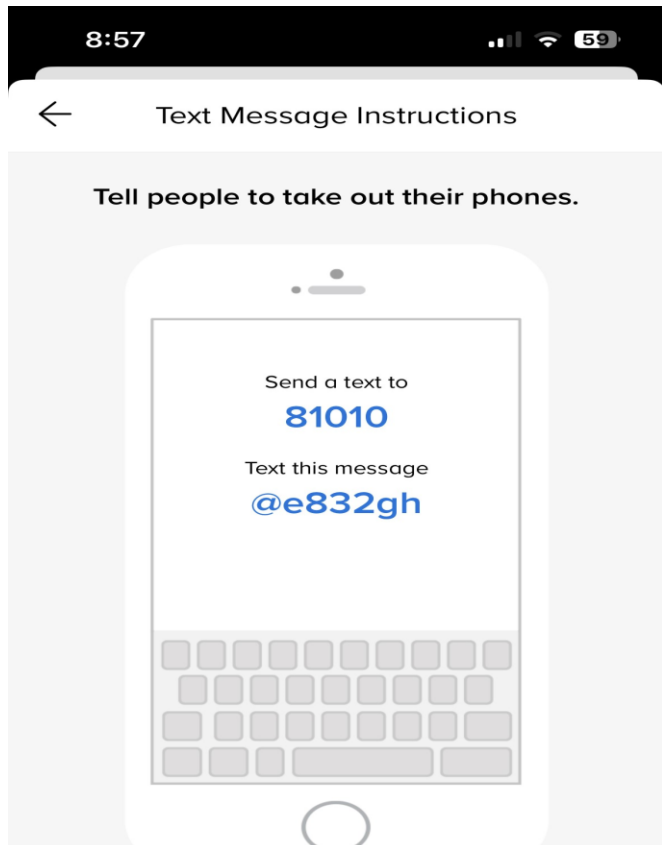 8:57
59
Text Message Instructions
Tell people to take out their phones.
Send a text to
81010
Text this message
@e832gh